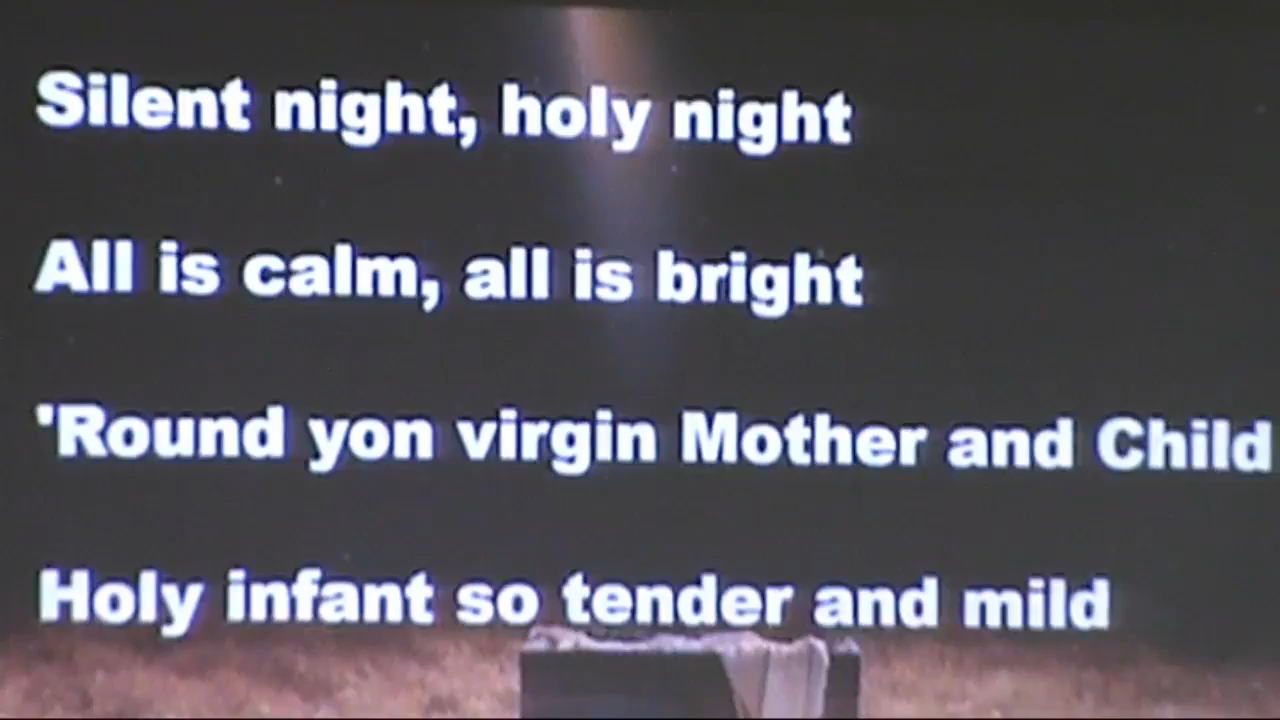 Silent night, holy night
All is calm, all is bright
'Round yon virgin Mother and Child
Holy infant so tender and mild